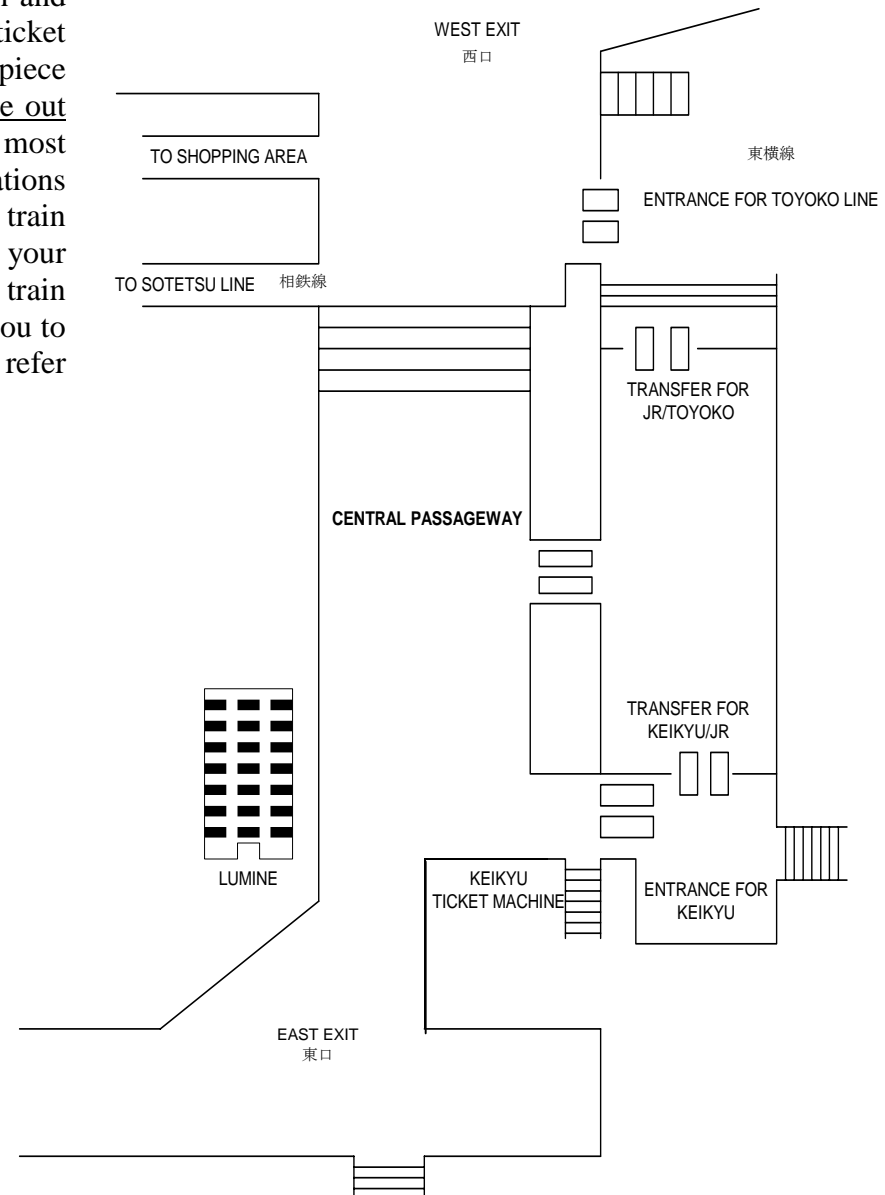 and
ticket
piece
e out
most
ations
train
your
train
ou to
refer
WEST EXIT
西口
TO SHOPPING AREA
東横線
ENTRANCE FOR TOYOKO LINE
TO SOTETSU LINE 相鉄線
TRANSFER FOR
JR/TOYOKO
CENTRAL PASSAGEWAY
TRANSFER FOR
KEIKYU/JR
LUMINE
KEIKYU
TICKET MACHINE
ENTRANCE FOR
KEIKYU
EAST EXIT
東口